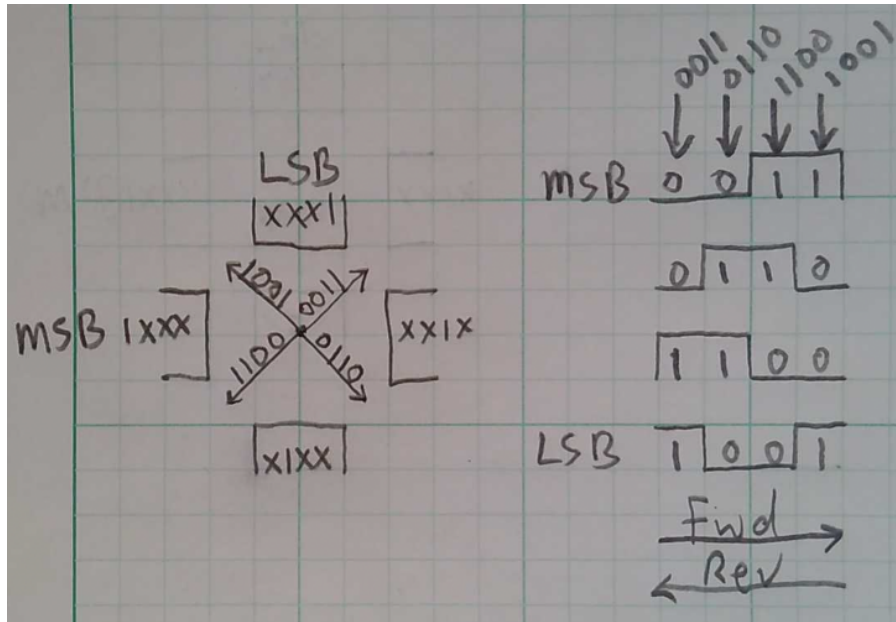 LSB
XXX1
1001
0011
MSB 1XXX
XX1X
1100
0110
X1XX
0011
0110
1100
1001
MSB 0 0 1 1
0 1 1 0
1 1 0 0
LSB 1 0 0 1
Fwd
Rev